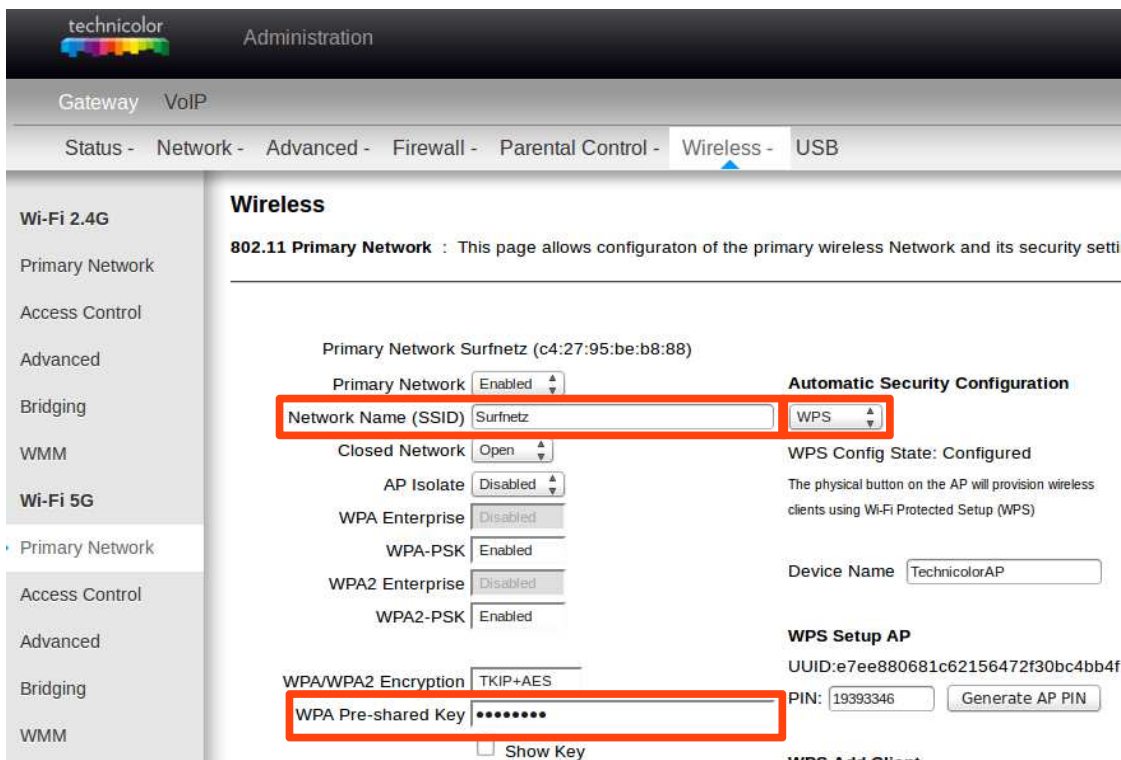 technicolor
Administration
Gateway VoIP
Status - Network - Advanced - Firewall - Parental Control - Wireless - USB
Wi-Fi 2.4G
Primary Network
Access Control
Advanced
Bridging
WMM
Wi-Fi 5G
Primary Network
Access Control
Advanced
Bridging
WMM
Wireless
802.11 Primary Network : This page allows configuraton of the primary wireless Network and its security setti
Primary Network Surfnetz (c4:27:95:be:b8:88)
Primary Network Enabled
Network Name (SSID) Surfnetz
Closed Network Open
AP Isolate Disabled
WPA Enterprise Disabled
WPA-PSK Enabled
WPA2 Enterprise Disabled
WPA2-PSK Enabled
WPA/WPA2 Encryption TKIP+AES
WPA Pre-shared Key ••••••••
Show Key
Automatic Security Configuration
WPS
WPS Config State: Configured
The physical button on the AP will provision wireless
clients using Wi-Fi Protected Setup (WPS)
Device Name TechnicolorAP
WPS Setup AP
UUID:e7ee880681c62156472f30bc4bb4f
PIN: 19393346 Generate AP PIN
WPS Add Client